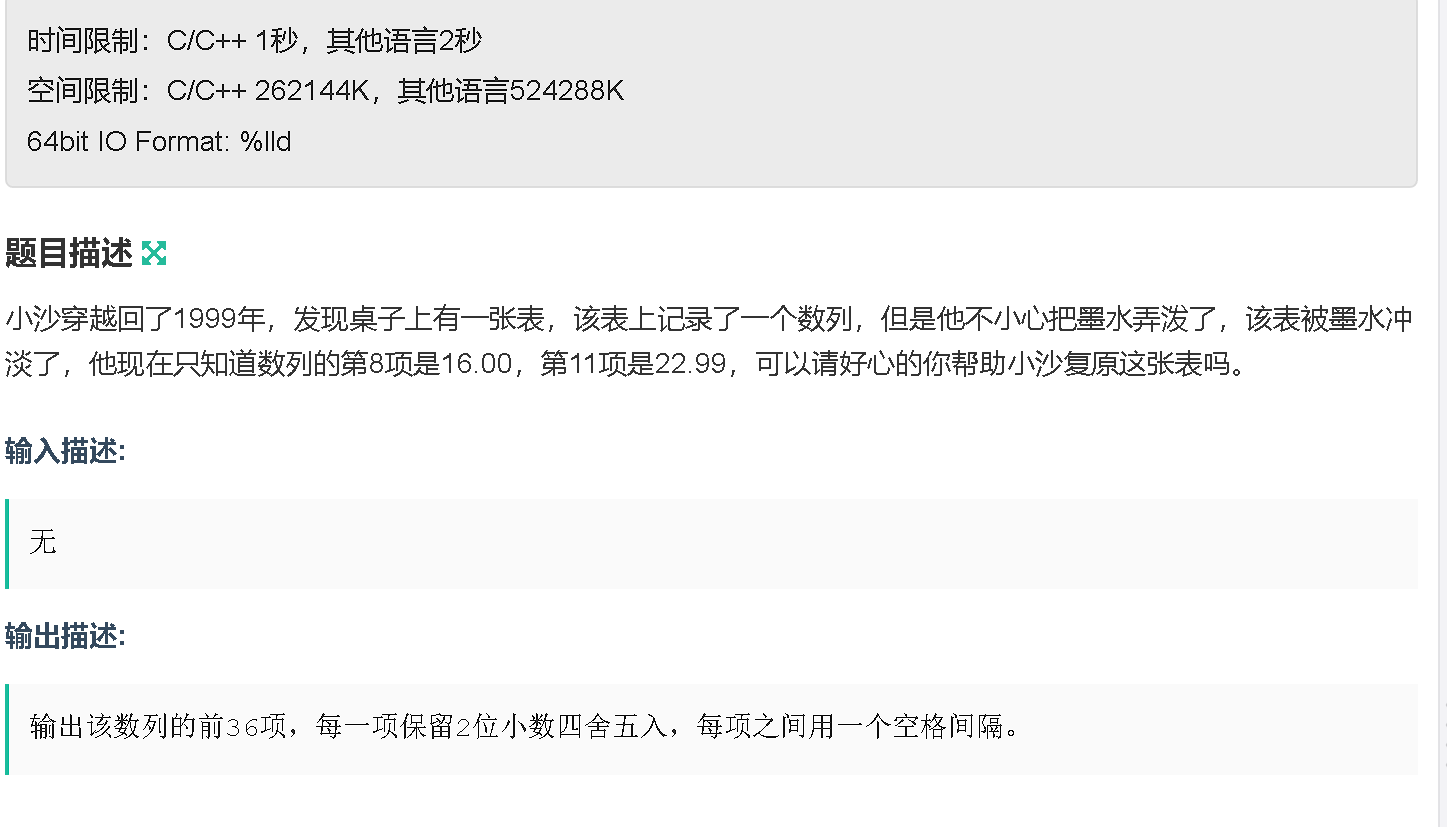 时间限制：C/C++ 1秒，其他语言2秒
空间限制：C/C++ 262144K，其他语言524288K
64bit IO Format: %lld
题目描述
小沙穿越回了1999年，发现桌子上有一张表，该表上记录了一个数列，但是他不小心把墨水弄泼了，该表被墨水冲
淡了，他现在只知道数列的第8项是16.00，第11项是22.99，可以请好心的你帮助小沙复原这张表吗。
输入描述:
无
输出描述:
输出该数列的前36项，每一项保留2位小数四舍五入，每项之间用一个空格间隔。